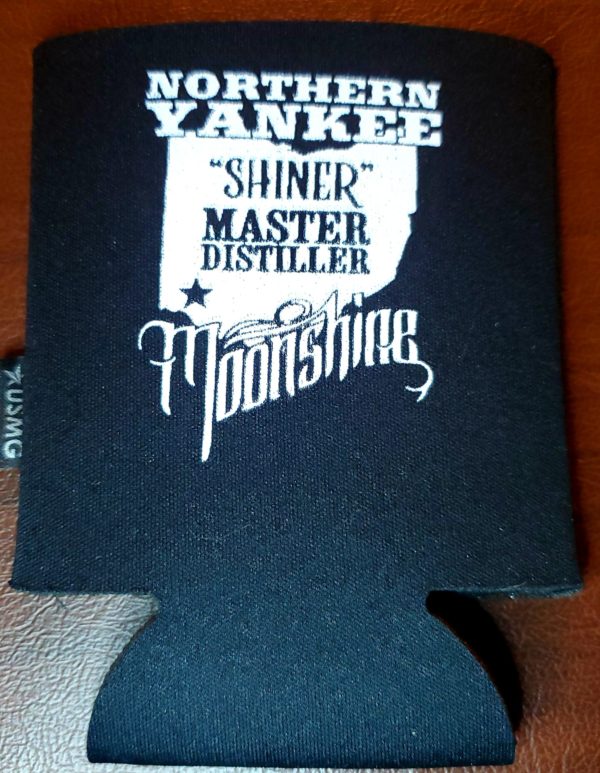 NORTHERN
YANKEE
"SHINER"
MASTER
DISTILLER
Moonshine
USMG